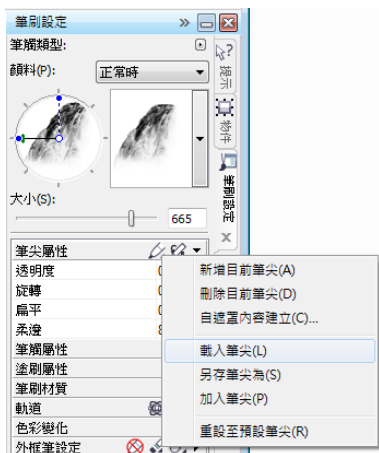 筆刷設定
筆觸類型:
顏料(P):
正常時
大小(S):
665
筆尖屬性
透明度
旋轉
扁平
柔邊
筆觸屬性
塗刷屬性
筆刷材質
軌道
色彩變化
外框筆設定
提示
物件
筆刷設定
新增目前筆尖(A)
刪除目前筆尖(D)
自遮罩內容建立(C)...
載入筆尖(L)
另存筆尖為(S)
加入筆尖(P)
重設至預設筆尖(R)